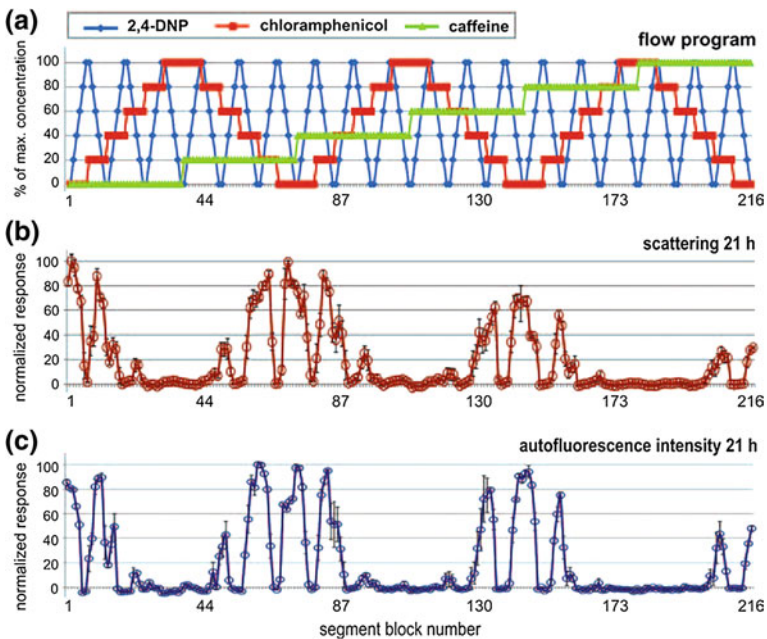 (a) 2,4-DNP chloramphenicol caffeine
flow program
% of max. concentration
100
80
60
40
20
0
1 44 87 130 173 216
(b) scattering 21 h
normalized response
100
80
60
40
20
0
1 44 87 130 173 216
(c) autofluorescence intensity 21 h
normalized response
100
80
60
40
20
0
1 44 87 130 173 216
segment block number